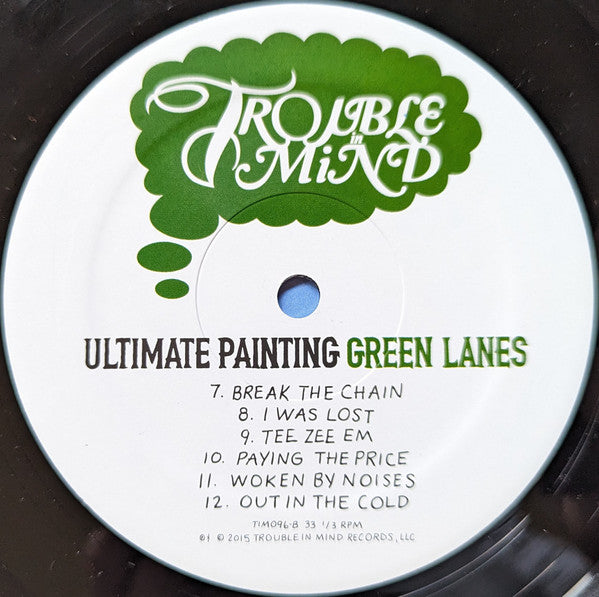 TROUBLE
in
MiND
ULTIMATE PAINTING GREEN LANES
7. BREAK THE CHAIN
8. I WAS LOST
9. TEE ZEE EM
10. PAYING THE PRICE
11. WOKEN BY NOISES
12. OUT IN THE COLD
TIM096-B 33 1/3 RPM
© 2015 TROUBLE IN MIND RECORDS, LLC